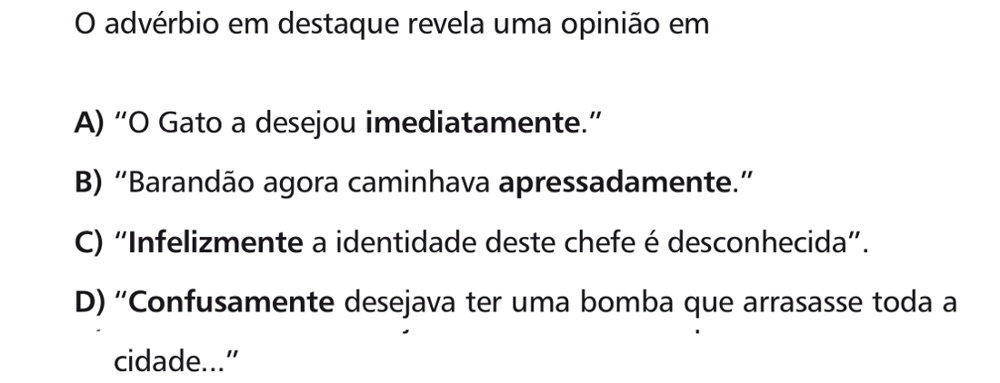 O advérbio em destaque revela uma opinião em
A) “O Gato a desejou imediatamente.”
B) “Barandão agora caminhava apressadamente.”
C) “Infelizmente a identidade deste chefe é desconhecida”.
D) “Confusamente desejava ter uma bomba que arrasasse toda a
cidade...”